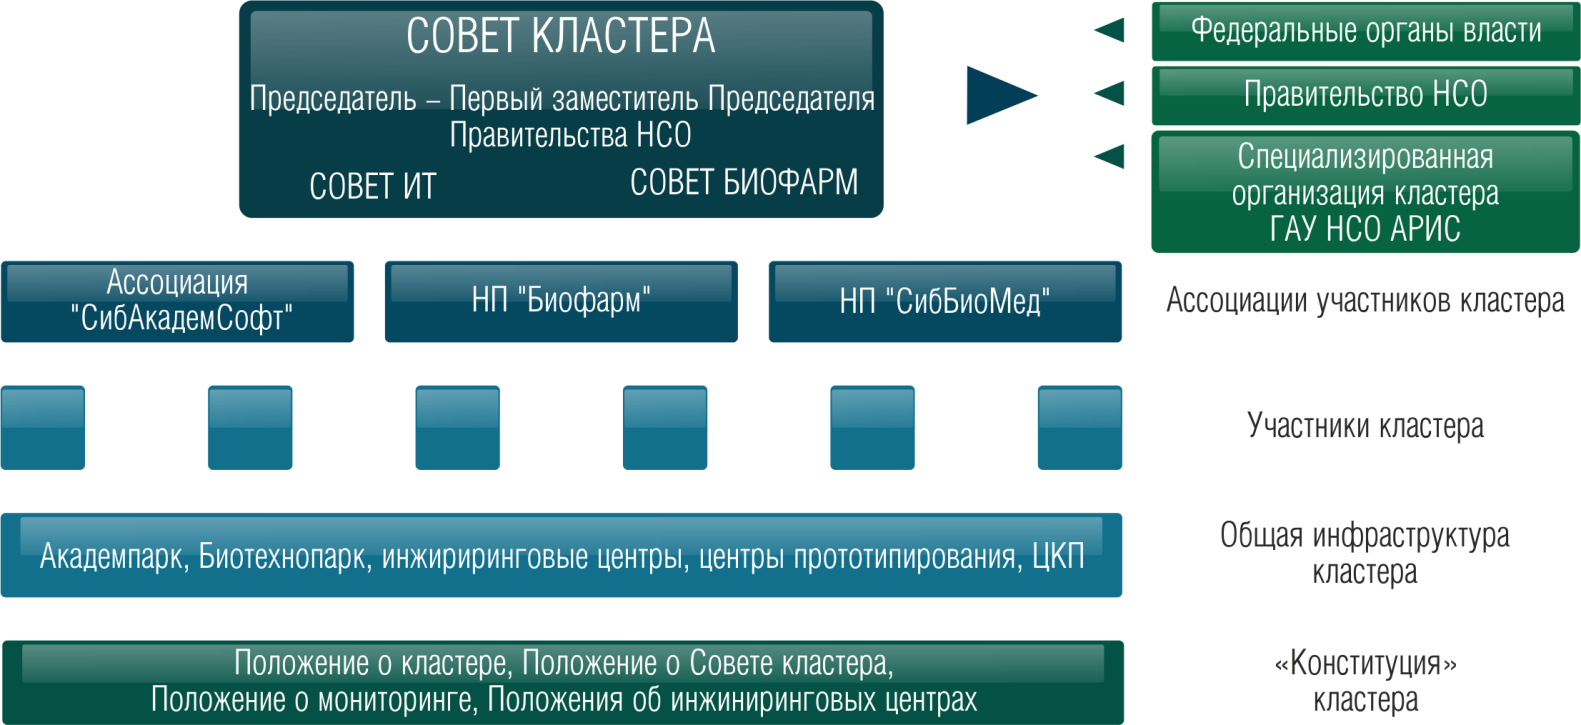 СОВЕТ КЛАСТЕРА
Председатель – Первый заместитель Председателя
Правительства НСО
СОВЕТ ИТ
СОВЕТ БИОФАРМ
Федеральные органы власти
Правительство НСО
Специализированная
организация кластера
ГАУ НСО АРИС
Ассоциация
"СибАкадемСофт"
НП "Биофарм"
НП "СибБиоМед"
Ассоциации участников кластера
Участники кластера
Академпарк, Биотехнопарк, инжириринговые центры, центры прототипирования, ЦКП
Общая инфраструктура
кластера
Положение о кластере, Положение о Совете кластера,
Положение о мониторинге, Положения об инжиниринговых центрах
«Конституция»
кластера